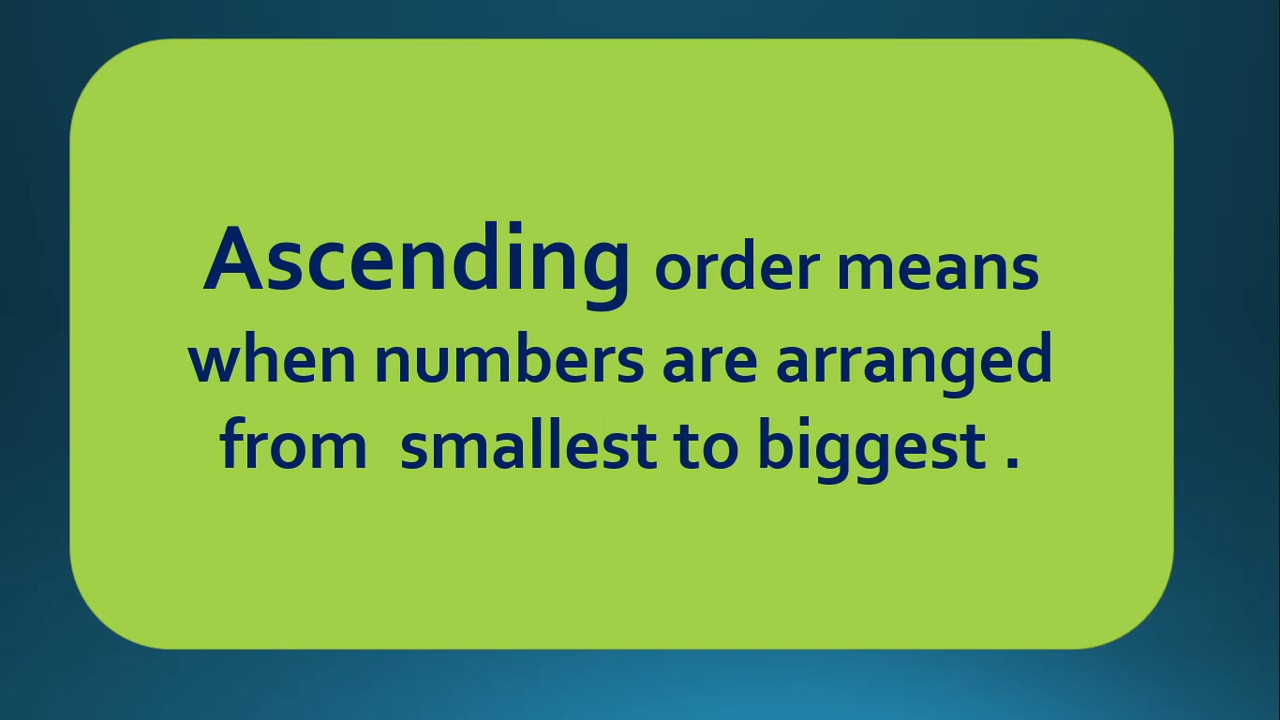 Ascending order means
when numbers are arranged
from  smallest to biggest .